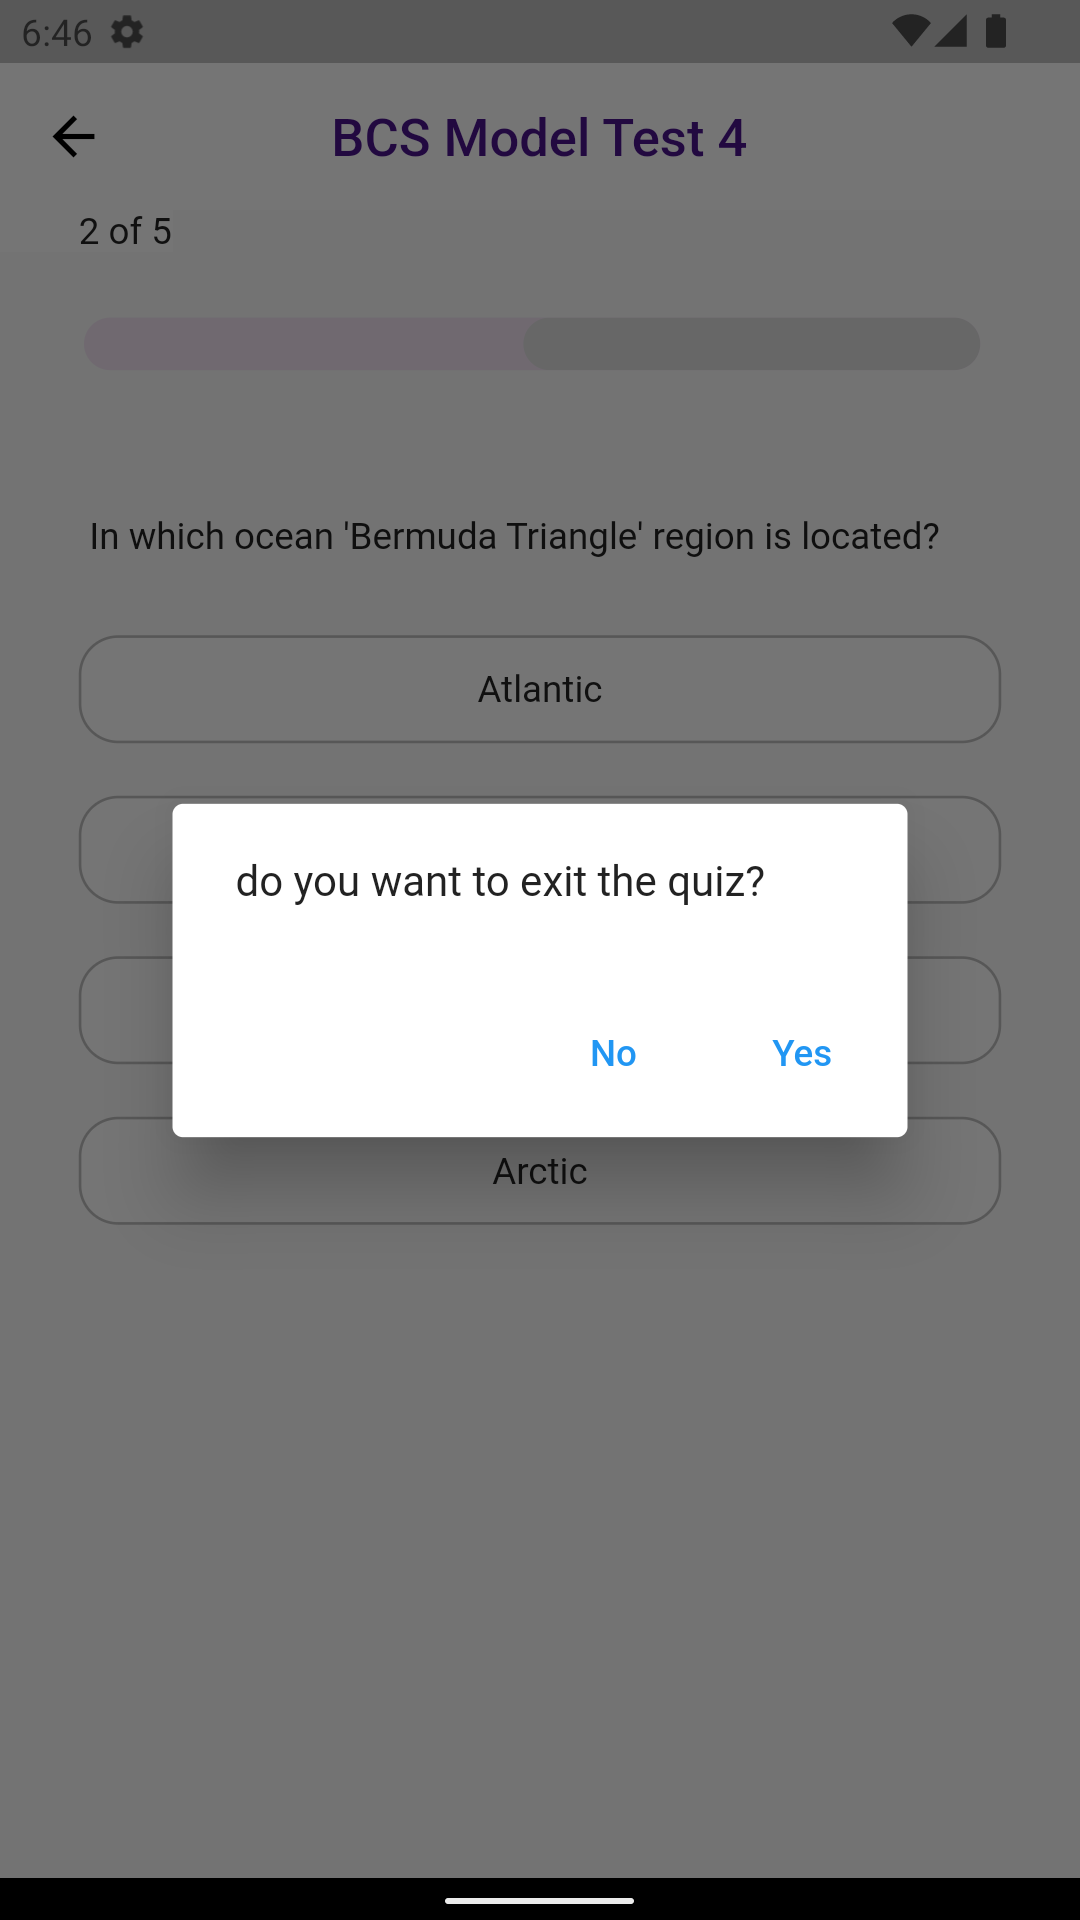 6:46
BCS Model Test 4
2 of 5
In which ocean 'Bermuda Triangle' region is located?
Atlantic
do you want to exit the quiz?
No
Yes
Arctic